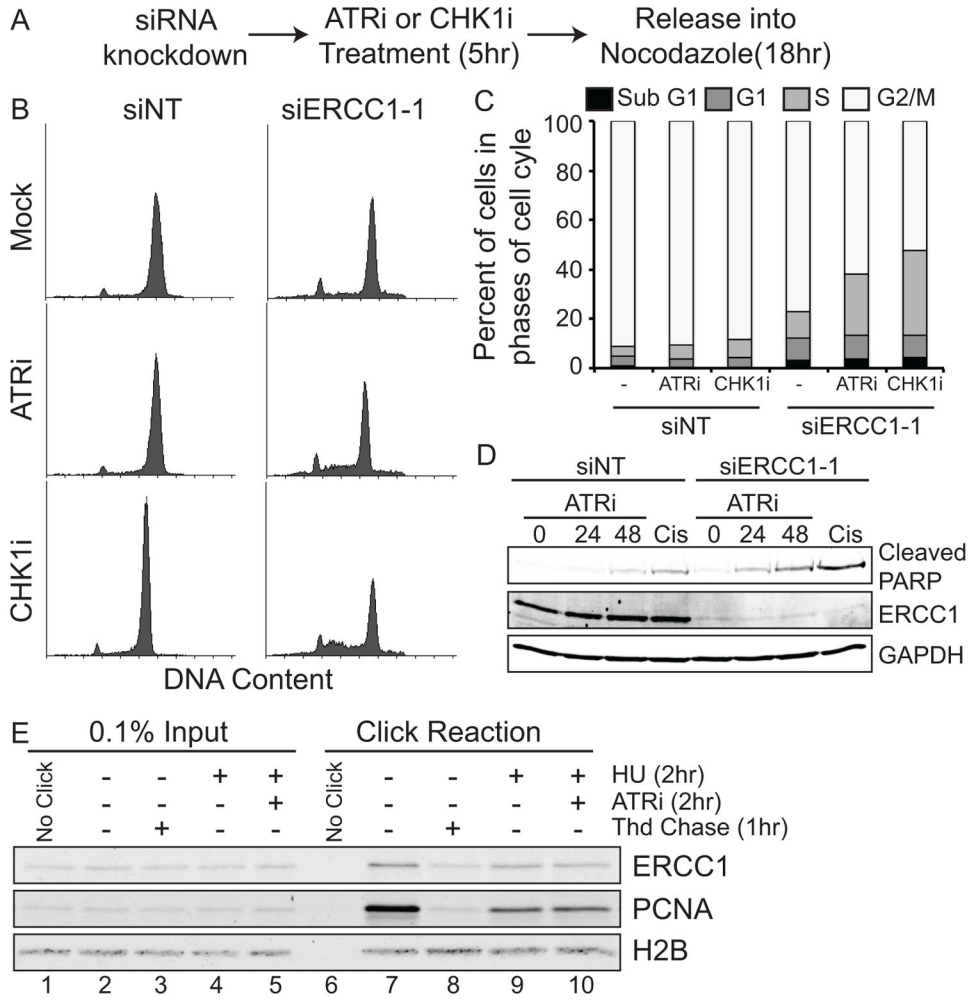 A
siRNA
knockdown
ATRi or CHK1i
Treatment (5hr)
Release into
Nocodazole(18hr)
B
siNT
siERCC1-1
Mock
ATRi
CHK1i
DNA Content
C
Sub G1 G1 S G2/M
Percent of cells in
phases of cell cyle
100
80
60
40
20
0
- ATRi CHK1i - ATRi CHK1i
siNT siERCC1-1
D
siNT siERCC1-1
ATRi ATRi
0 24 48 Cis 0 24 48 Cis
Cleaved
PARP
ERCC1
GAPDH
E
0.1% Input Click Reaction
No Click - - + + No Click - - + + HU (2hr)
- - - + - - - + ATRi (2hr)
- + - - - + - - Thd Chase (1hr)
ERCC1
PCNA
H2B
1 2 3 4 5 6 7 8 9 10